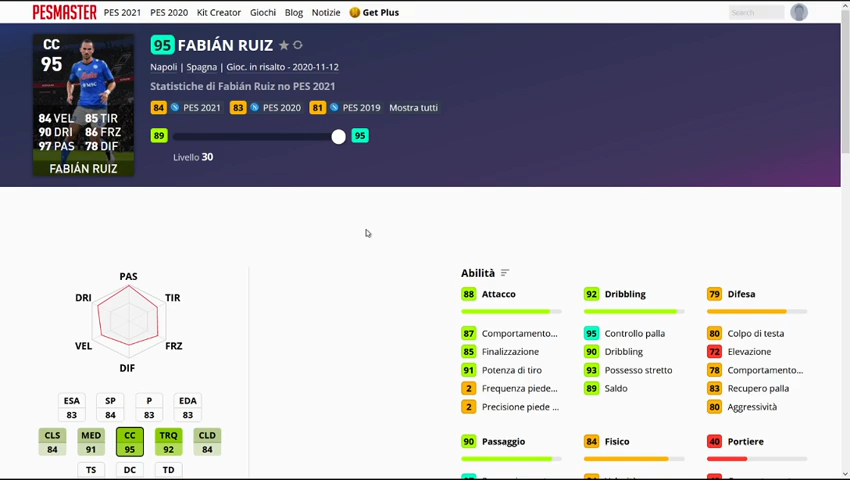 PESMASTER PES 2021 PES 2020 Kit Creator Giochi Blog Notizie Get Plus Search
CC
95
84 VEL 85 TIR
90 DRI 86 FRZ
97 PAS 78 DIF
FABIÁN RUIZ
95 FABIÁN RUIZ
Napoli | Spagna | Gioc. in risalto - 2020-11-12
Statistiche di Fabián Ruiz no PES 2021
84 PES 2021 83 PES 2020 81 PES 2019 Mostra tutti
89 95
Livello 30
PAS
DRI TIR
VEL FRZ
DIF
ESA SP P EDA
83 84 83 83
CLS MED CC TRQ CLD
84 91 95 92 84
TS DC TD
Abilità
88 Attacco
87 Comportamento...
85 Finalizzazione
91 Potenza di tiro
2 Frequenza piede...
2 Precisione piede ...
92 Dribbling
95 Controllo palla
90 Dribbling
93 Possesso stretto
89 Saldo
79 Difesa
80 Colpo di testa
72 Elevazione
78 Comportamento...
83 Recupero palla
80 Aggressività
90 Passaggio
84 Fisico
40 Portiere